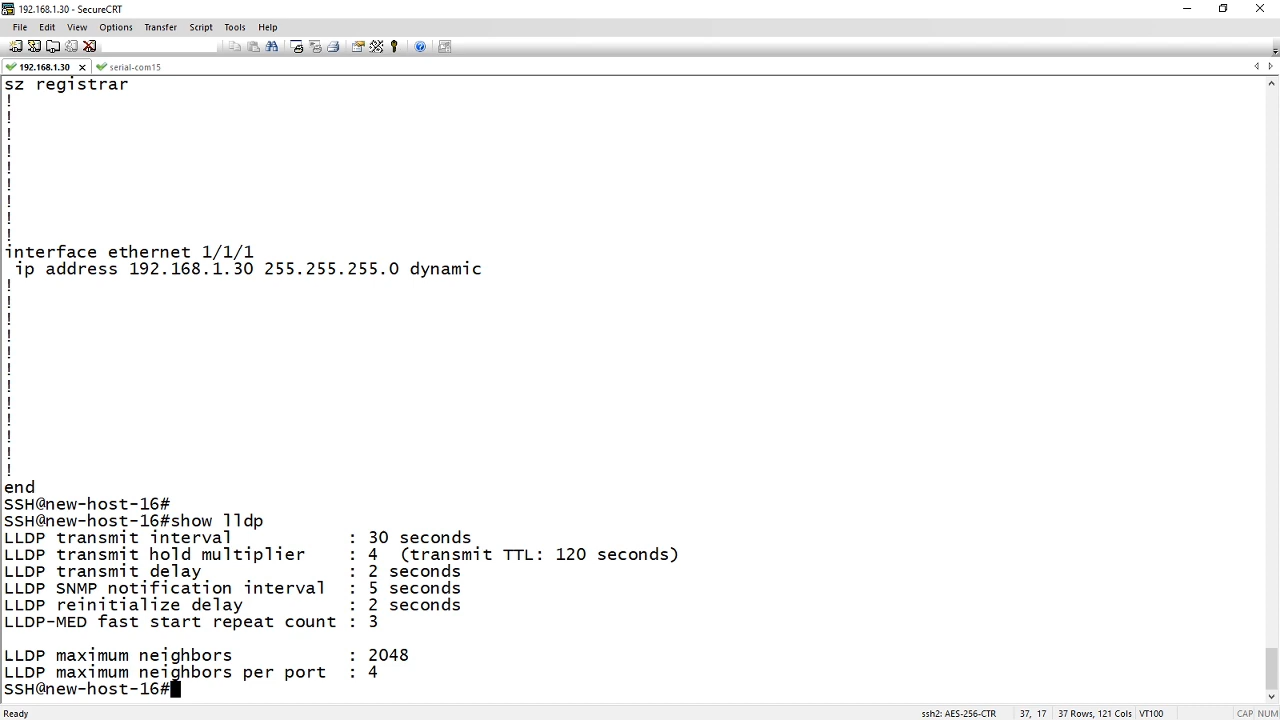 192.168.1.30 - SecureCRT
File Edit View Options Transfer Script Tools Help
192.168.1.30 serial-com15
sz registrar
!
!
!
!
!
!
!
!
!
interface ethernet 1/1/1
 ip address 192.168.1.30 255.255.255.0 dynamic
!
!
!
!
!
!
!
!
!
!
!
!
end
SSH@new-host-16#
SSH@new-host-16#show lldp
LLDP transmit interval           : 30 seconds
LLDP transmit hold multiplier    : 4  (transmit TTL: 120 seconds)
LLDP transmit delay              : 2 seconds
LLDP SNMP notification interval  : 5 seconds
LLDP reinitialize delay          : 2 seconds
LLDP-MED fast start repeat count : 3
LLDP maximum neighbors           : 2048
LLDP maximum neighbors per port  : 4
SSH@new-host-16#
Ready ssh2: AES-256-CTR 37, 17 37 Rows, 121 Cols VT100 CAP NUM